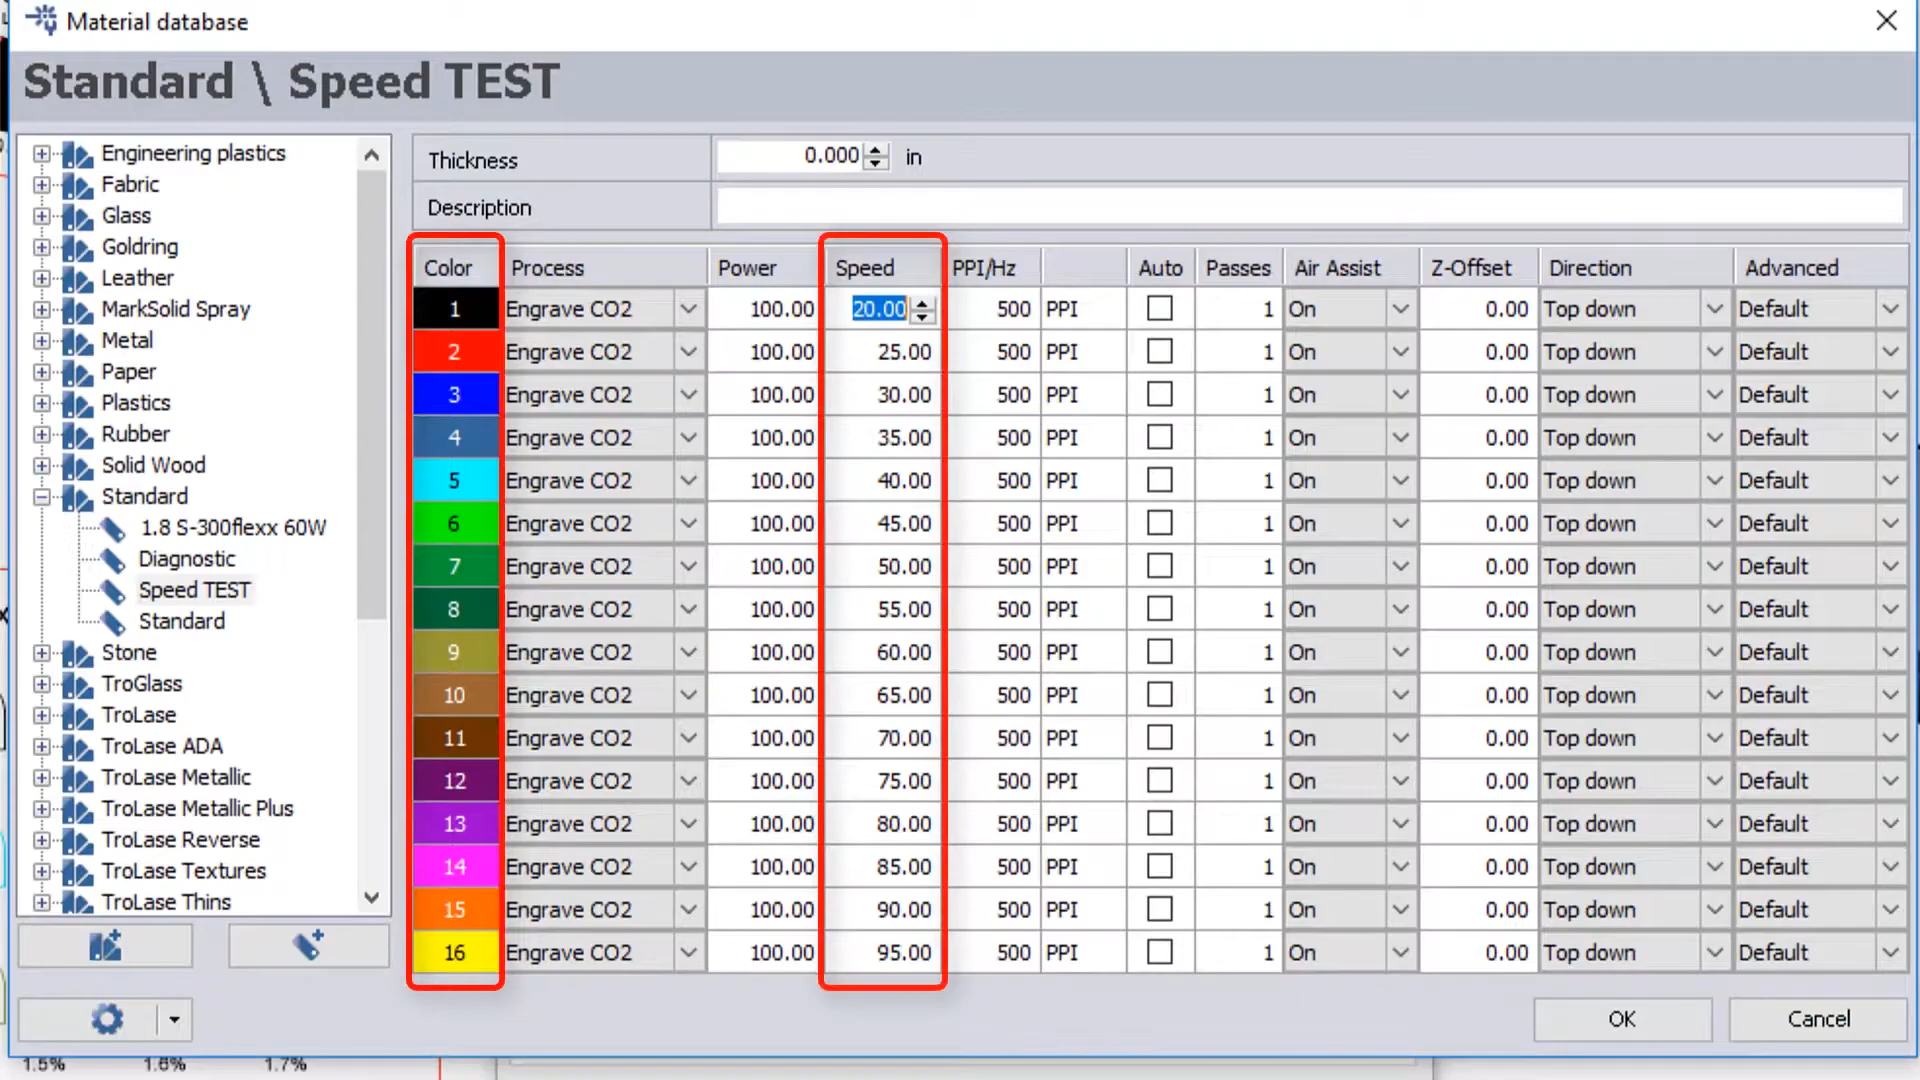 Material database
Standard \ Speed TEST
Engineering plastics
Fabric
Glass
Goldring
Leather
MarkSolid Spray
Metal
Paper
Plastics
Rubber
Solid Wood
Standard
1.8 S-300flexx 60W
Diagnostic
Speed TEST
Standard
Stone
TroGlass
TroLase
TroLase ADA
TroLase Metallic
TroLase Metallic Plus
TroLase Reverse
TroLase Textures
TroLase Thins
Thickness 0.000 in
Description
Color Process Power Speed PPI/Hz Auto Passes Air Assist Z-Offset Direction Advanced
1 Engrave CO2 100.00 20.00 500 PPI 1 On 0.00 Top down Default
2 Engrave CO2 100.00 25.00 500 PPI 1 On 0.00 Top down Default
3 Engrave CO2 100.00 30.00 500 PPI 1 On 0.00 Top down Default
4 Engrave CO2 100.00 35.00 500 PPI 1 On 0.00 Top down Default
5 Engrave CO2 100.00 40.00 500 PPI 1 On 0.00 Top down Default
6 Engrave CO2 100.00 45.00 500 PPI 1 On 0.00 Top down Default
7 Engrave CO2 100.00 50.00 500 PPI 1 On 0.00 Top down Default
8 Engrave CO2 100.00 55.00 500 PPI 1 On 0.00 Top down Default
9 Engrave CO2 100.00 60.00 500 PPI 1 On 0.00 Top down Default
10 Engrave CO2 100.00 65.00 500 PPI 1 On 0.00 Top down Default
11 Engrave CO2 100.00 70.00 500 PPI 1 On 0.00 Top down Default
12 Engrave CO2 100.00 75.00 500 PPI 1 On 0.00 Top down Default
13 Engrave CO2 100.00 80.00 500 PPI 1 On 0.00 Top down Default
14 Engrave CO2 100.00 85.00 500 PPI 1 On 0.00 Top down Default
15 Engrave CO2 100.00 90.00 500 PPI 1 On 0.00 Top down Default
16 Engrave CO2 100.00 95.00 500 PPI 1 On 0.00 Top down Default
OK Cancel
1.5% 1.6% 1.7%